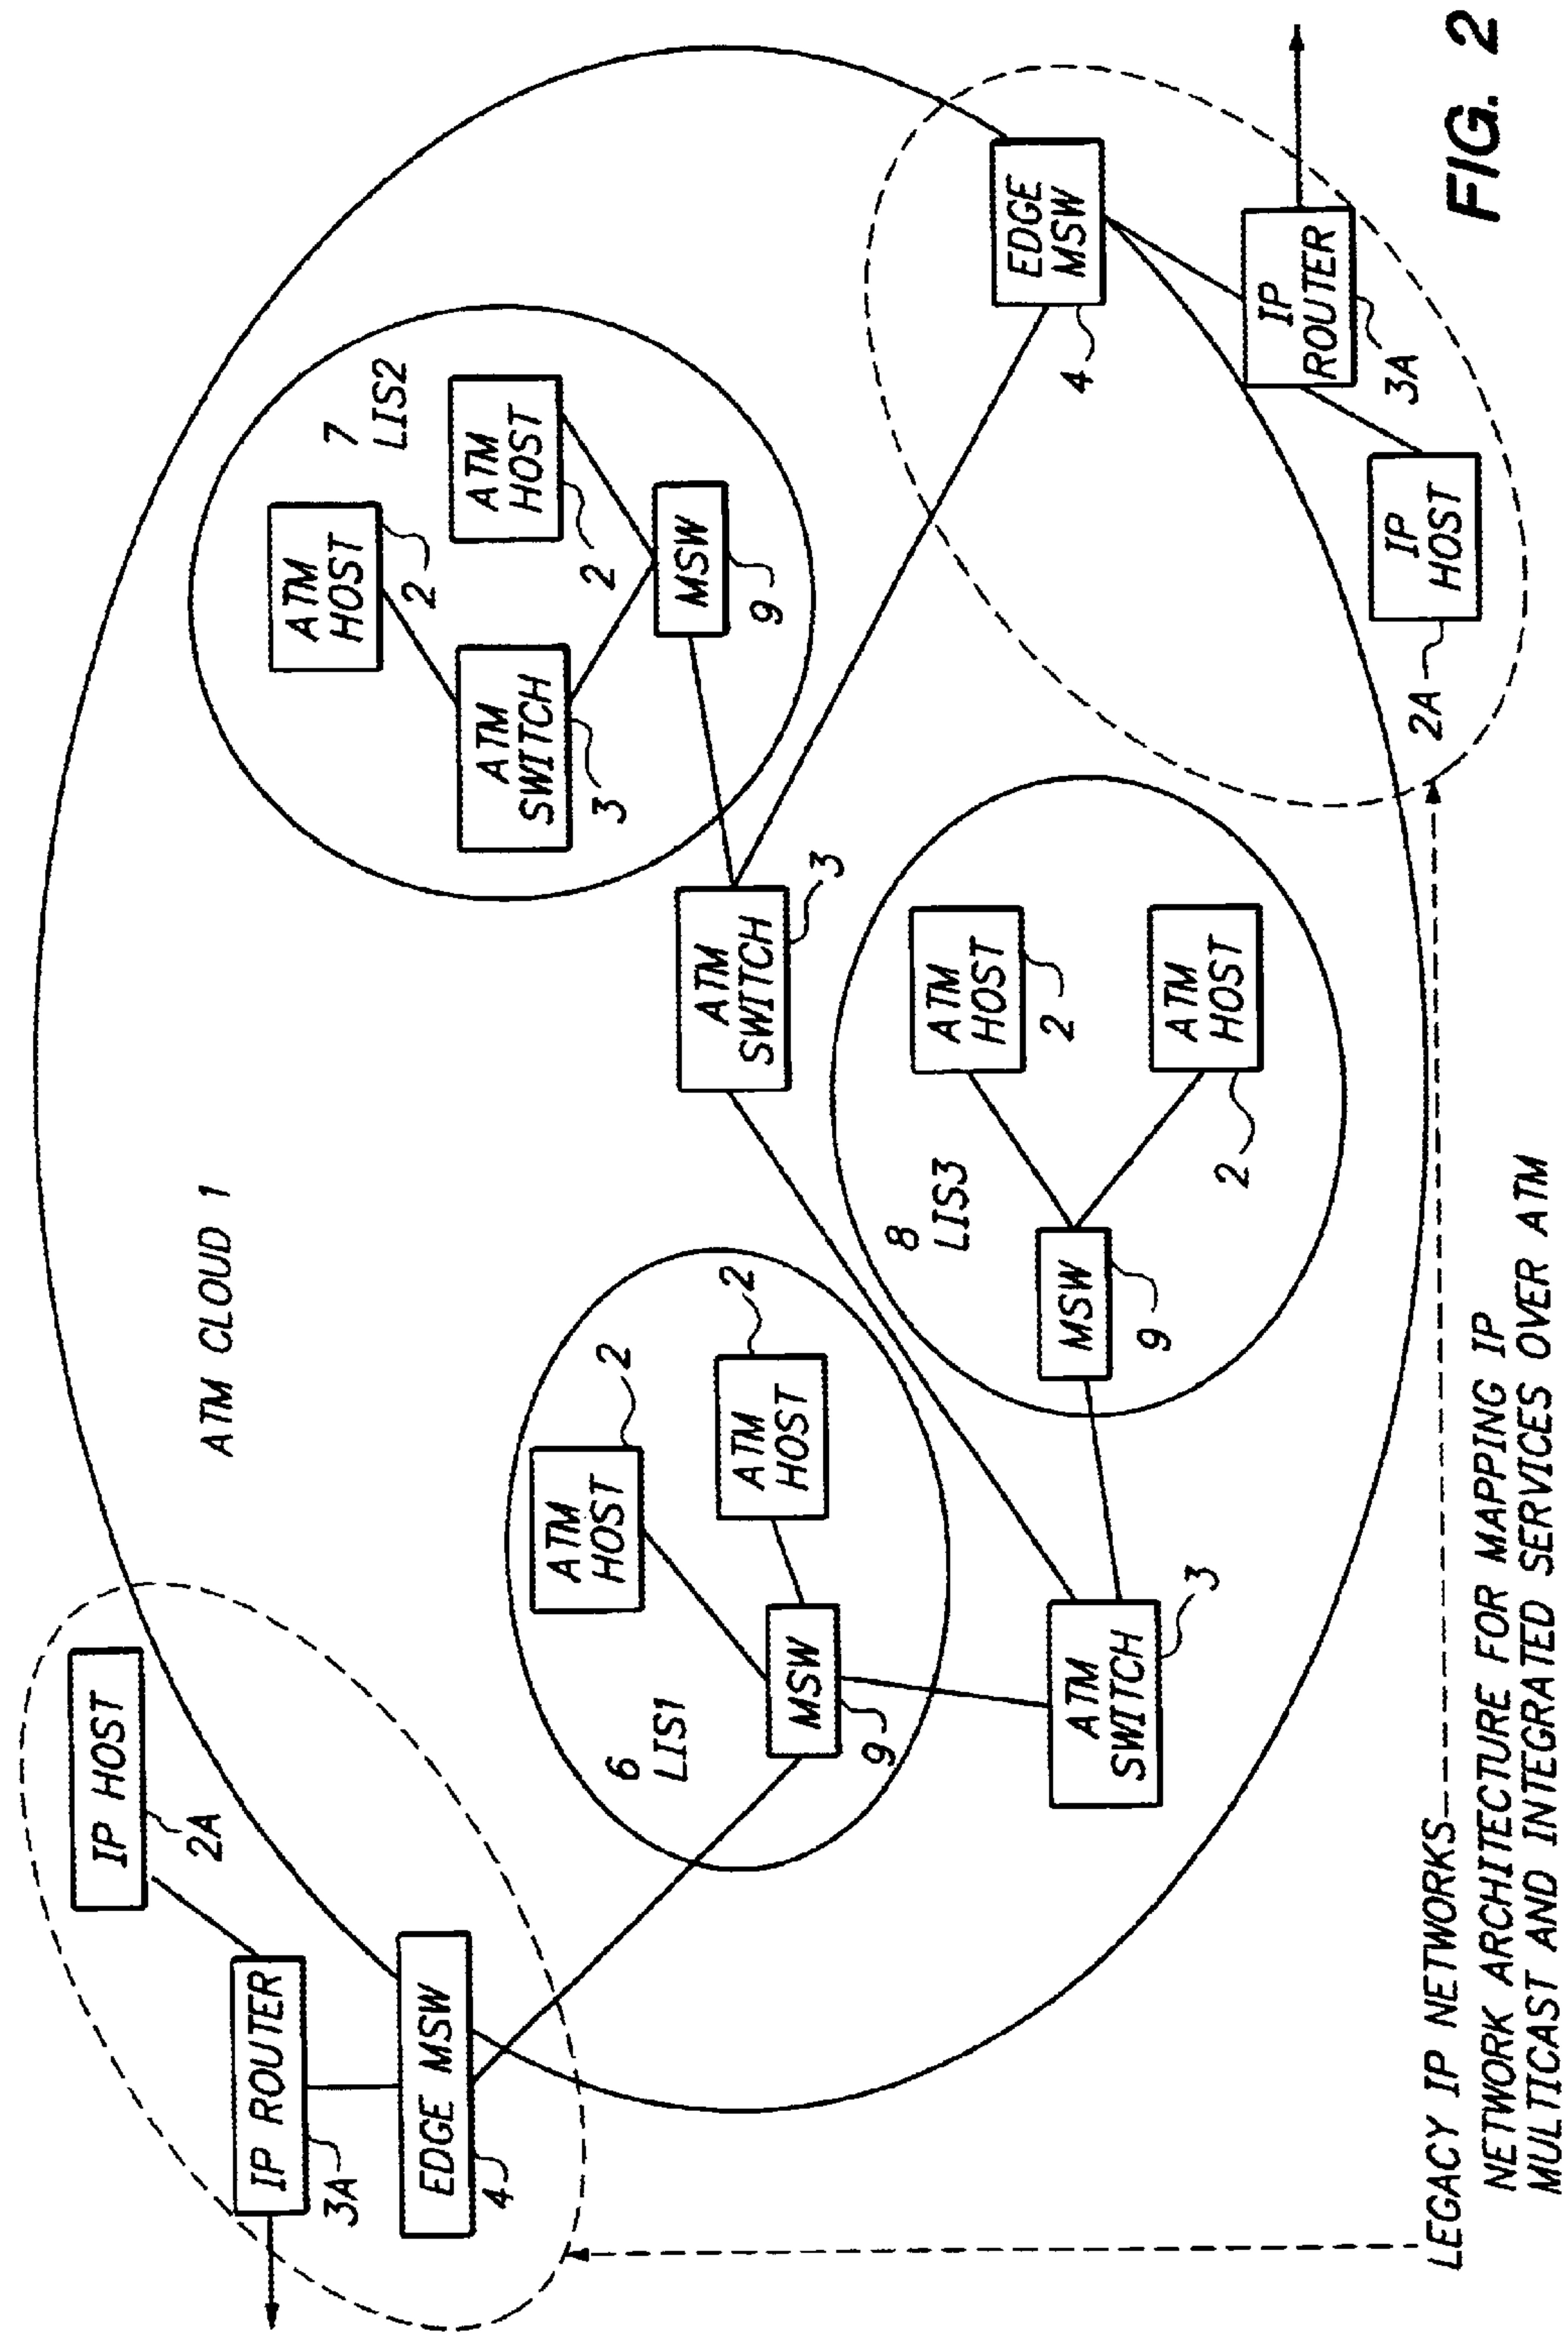 ATM CLOUD 1
IP HOST
2A
IP ROUTER
3A
EDGE MSW
4
6
LIS1
ATM
HOST
2
ATM
HOST
2
MSW
9
ATM
SWITCH
3
7
LIS2
ATM
HOST
2
ATM
HOST
2
ATM
SWITCH
3
MSW
9
ATM
SWITCH
3
8
LIS3
ATM
HOST
2
ATM
HOST
2
MSW
9
EDGE
MSW
4
IP
ROUTER
3A
IP
HOST
2A
LEGACY IP NETWORKS
NETWORK ARCHITECTURE FOR MAPPING IP
MULTICAST AND INTEGRATED SERVICES OVER ATM
FIG. 2